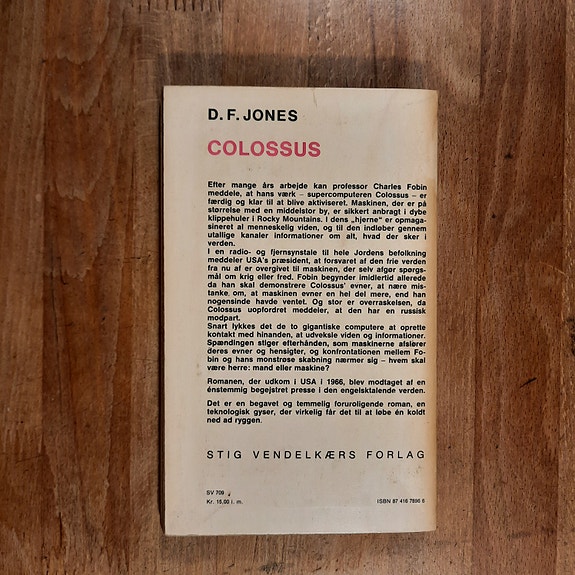 D. F. JONES
COLOSSUS
Efter mange års arbejde kan professor Charles Fobin
meddele, at hans værk – supercomputeren Colossus – er
færdig og klar til at blive aktiviseret. Maskinen, der er på
størrelse med en middelstor by, er sikkert anbragt i dybe
klippehuler i Rocky Mountains. I dens „hjerne“ er opmaga-
sineret al menneskelig viden, og til den indløber gennem
utallige kanaler informationer om alt, hvad der sker i
verden.
I en radio- og fjernsynstale til hele Jordens befolkning
meddeler USA's præsident, at forsvaret af den frie verden
fra nu af er overgivet til maskinen, der selv afgør spørgs-
mål om krig eller fred. Fobin begynder imidlertid allerede
da han skal demonstrere Colossus' evner, at nære mis-
tanke om, at maskinen evner en hel del mere, end han
nogensinde havde ventet. Og stor er overraskelsen, da
Colossus uopfordret meddeler, at den har en russisk
modpart.
Snart lykkes det de to gigantiske computere at oprette
kontakt med hinanden, at udveksle viden og informationer.
Spændingen stiger efterhånden, som maskinerne afslører
deres evner og hensigter, og konfrontationen mellem Fo-
bin og hans monstrøse skabning nærmer sig – hvem skal
være herre: mand eller maskine?
Romanen, der udkom i USA i 1966, blev modtaget af en
énstemmig begejstret presse i den engelsktalende verden.
Det er en begavet og temmelig foruroligende roman, en
teknologisk gyser, der virkelig får det til at løbe én koldt
ned ad ryggen.
STIG VENDELKÆRS FORLAG
SV 709
Kr. 16,00 i. m.
ISBN 87 416 7896 6